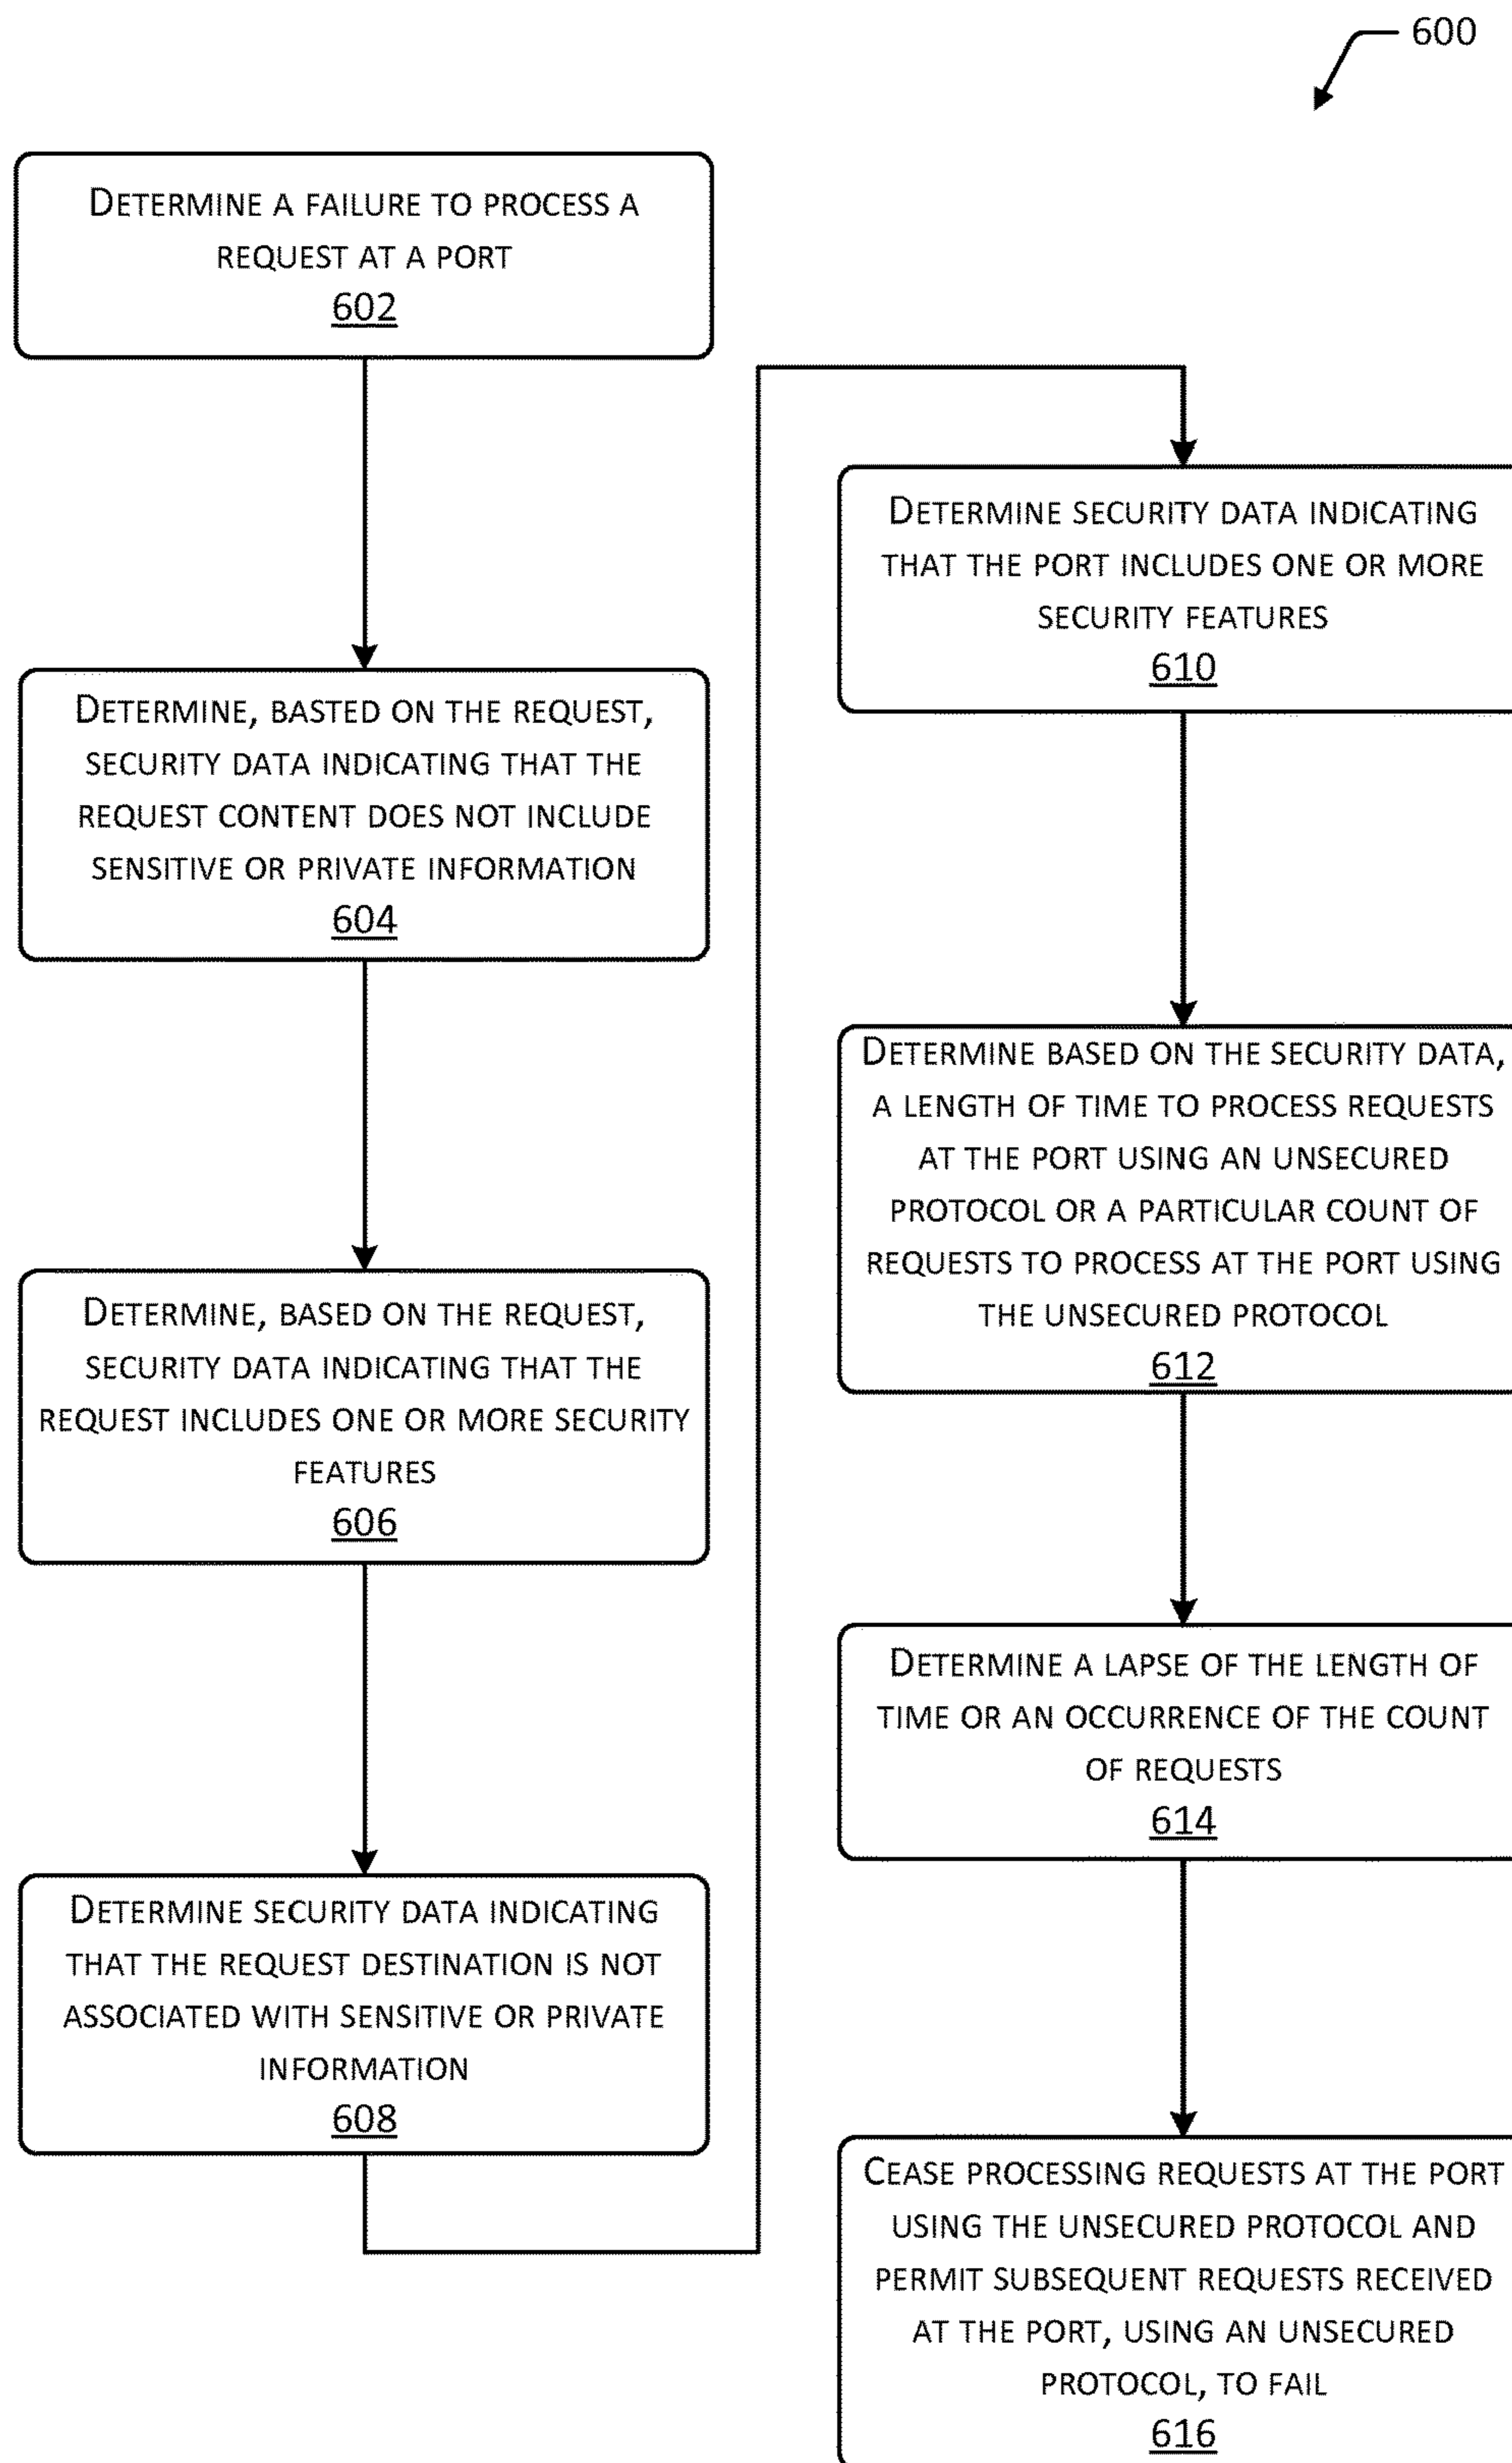 600
DETERMINE A FAILURE TO PROCESS A
REQUEST AT A PORT
602
DETERMINE, BASTED ON THE REQUEST,
SECURITY DATA INDICATING THAT THE
REQUEST CONTENT DOES NOT INCLUDE
SENSITIVE OR PRIVATE INFORMATION
604
DETERMINE, BASED ON THE REQUEST,
SECURITY DATA INDICATING THAT THE
REQUEST INCLUDES ONE OR MORE SECURITY
FEATURES
606
DETERMINE SECURITY DATA INDICATING
THAT THE REQUEST DESTINATION IS NOT
ASSOCIATED WITH SENSITIVE OR PRIVATE
INFORMATION
608
DETERMINE SECURITY DATA INDICATING
THAT THE PORT INCLUDES ONE OR MORE
SECURITY FEATURES
610
DETERMINE BASED ON THE SECURITY DATA,
A LENGTH OF TIME TO PROCESS REQUESTS
AT THE PORT USING AN UNSECURED
PROTOCOL OR A PARTICULAR COUNT OF
REQUESTS TO PROCESS AT THE PORT USING
THE UNSECURED PROTOCOL
612
DETERMINE A LAPSE OF THE LENGTH OF
TIME OR AN OCCURRENCE OF THE COUNT
OF REQUESTS
614
CEASE PROCESSING REQUESTS AT THE PORT
USING THE UNSECURED PROTOCOL AND
PERMIT SUBSEQUENT REQUESTS RECEIVED
AT THE PORT, USING AN UNSECURED
PROTOCOL, TO FAIL
616